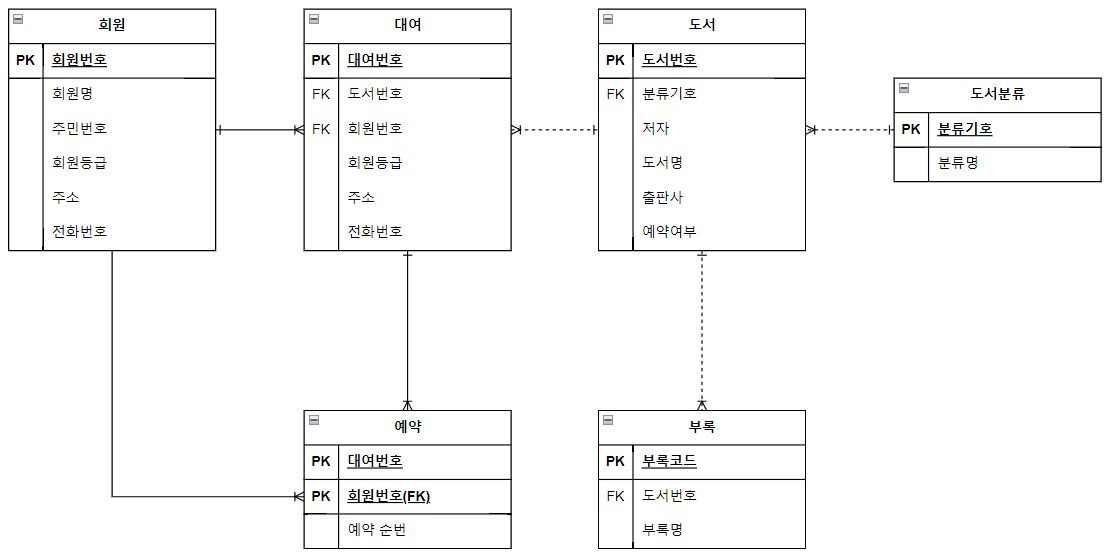 회원
PK 회원번호
회원명
주민번호
회원등급
주소
전화번호
대여
PK 대여번호
FK 도서번호
FK 회원번호
회원등급
주소
전화번호
도서
PK 도서번호
FK 분류기호
저자
도서명
출판사
예약여부
도서분류
PK 분류기호
분류명
예약
PK 대여번호
PK 회원번호(FK)
예약 순번
부록
PK 부록코드
FK 도서번호
부록명